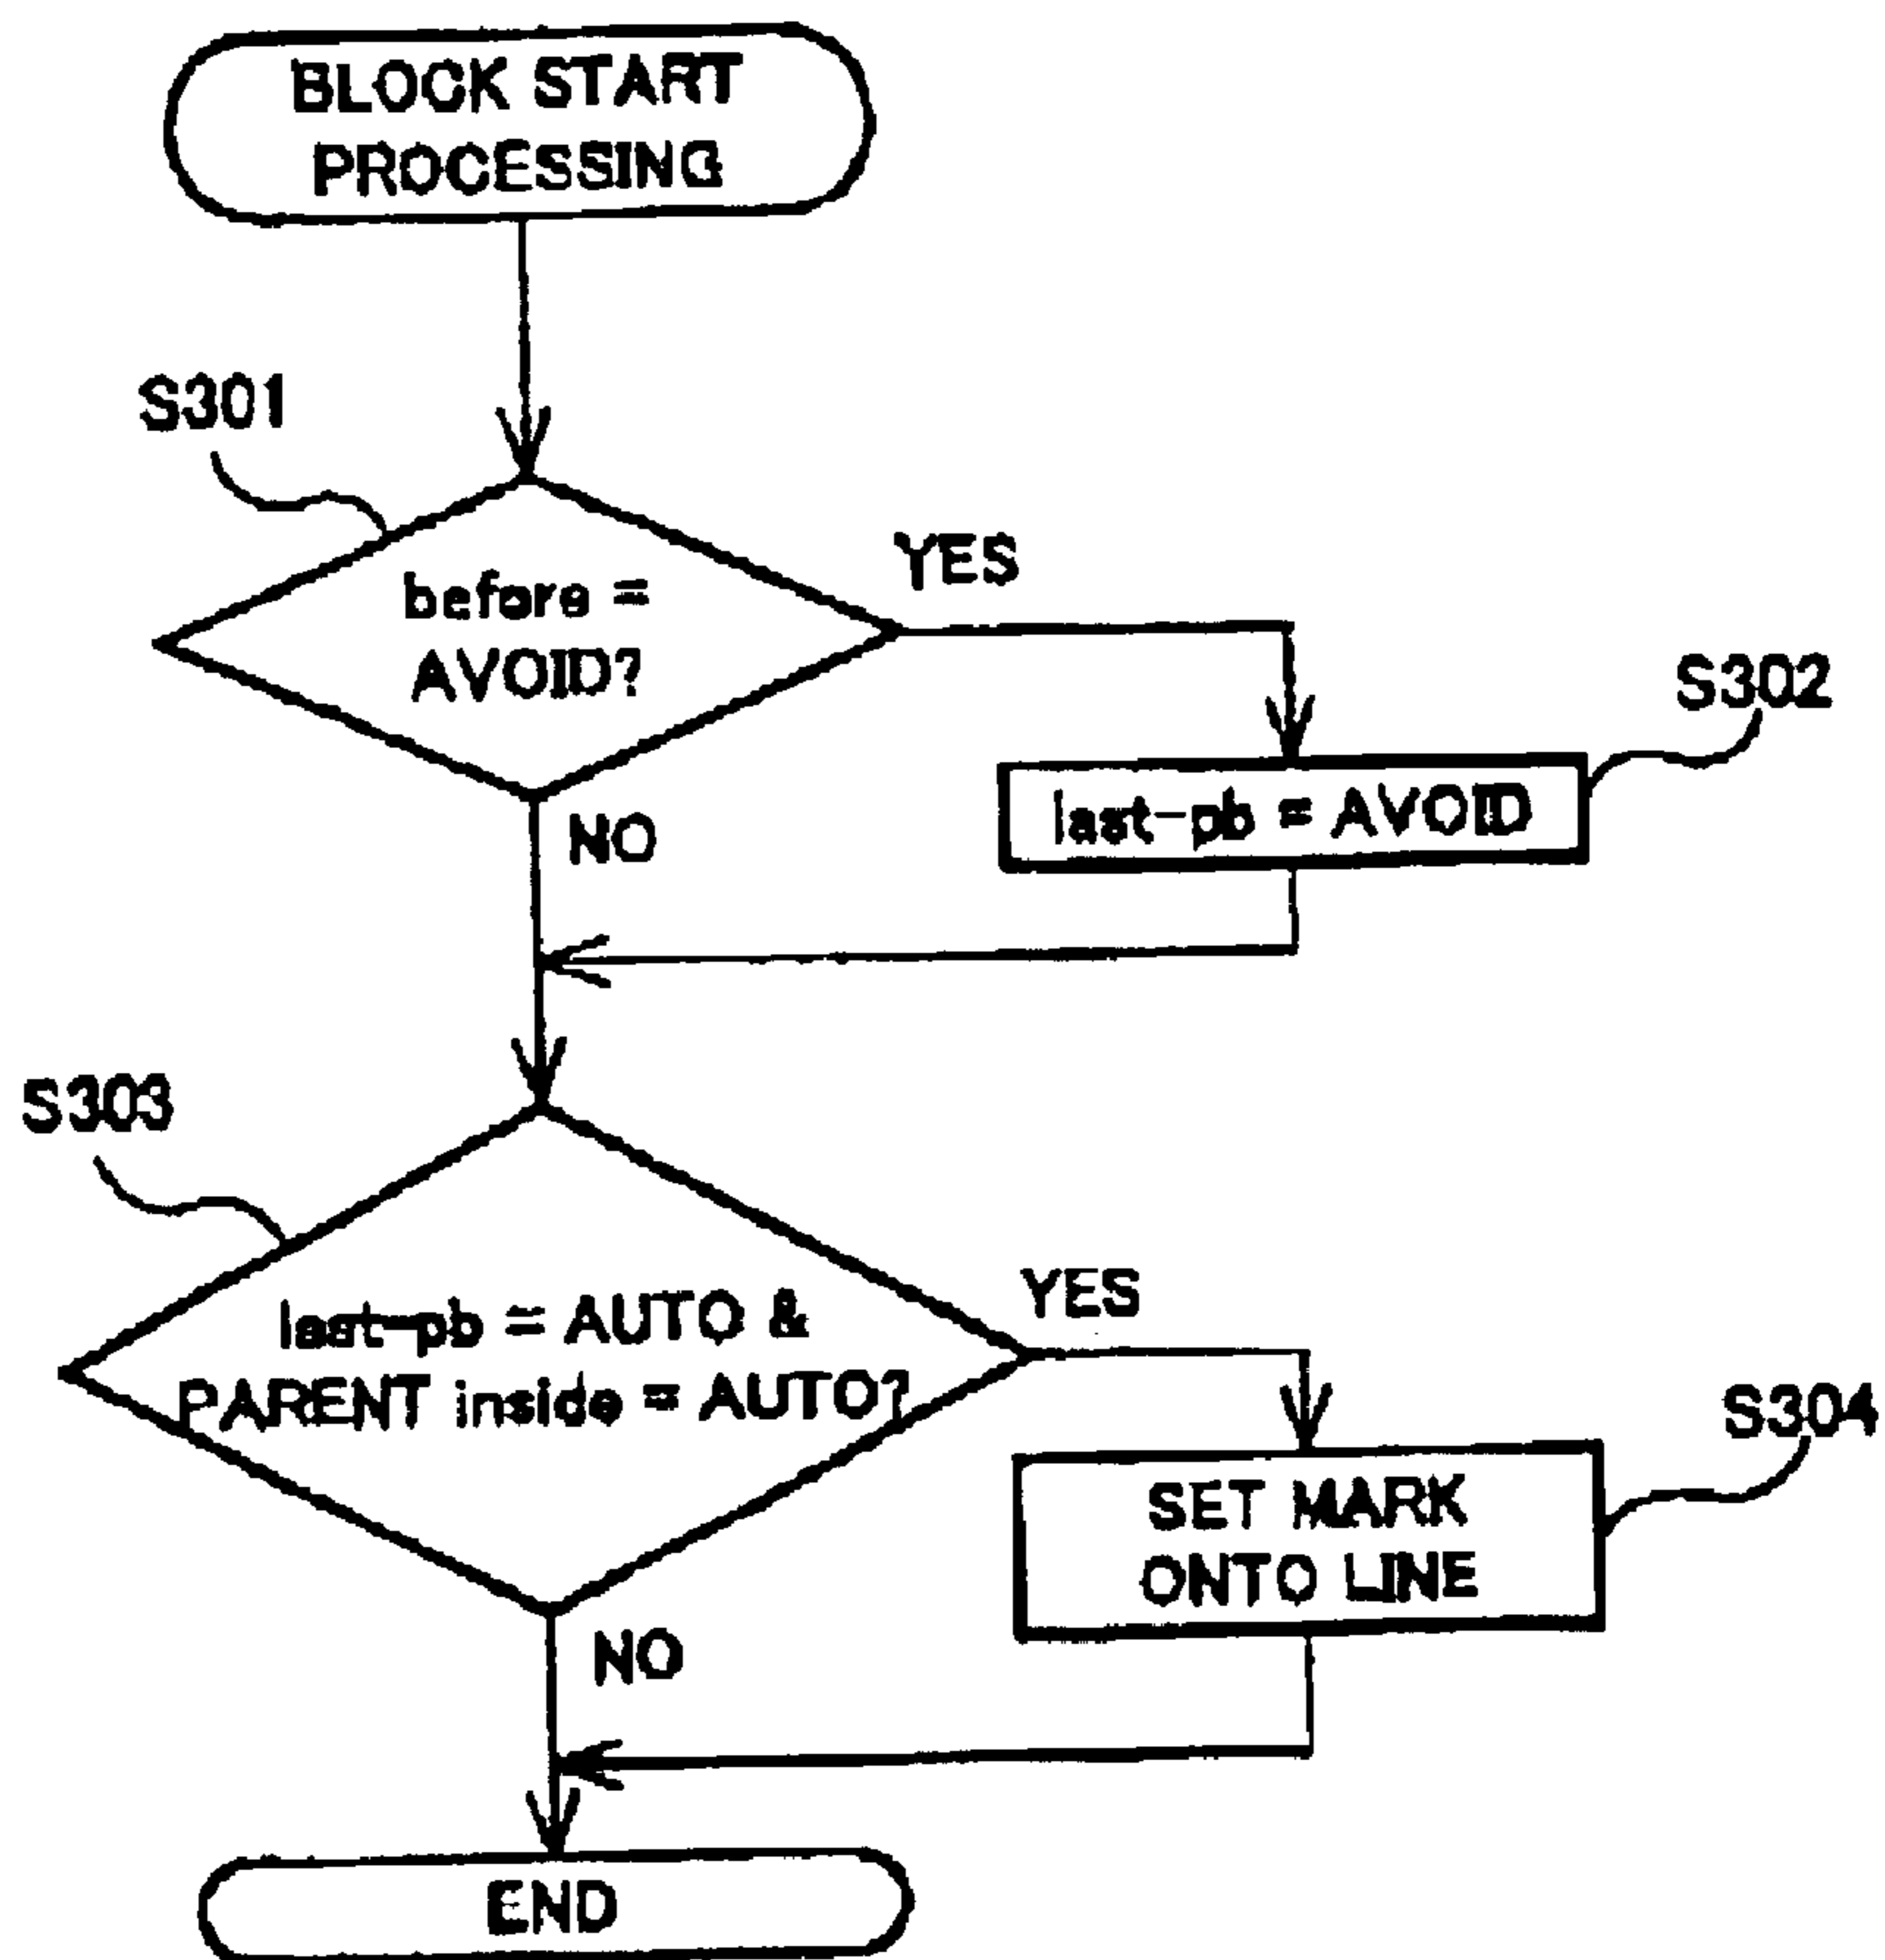 BLOCK START
PROCESSING
S301
before =
AVOID?
YES
S302
last-pb = AVOID
NO
S303
last-pb = AUTO &
PARENT inside = AUTO?
YES
S304
SET MARK
ONTO LINE
NO
END